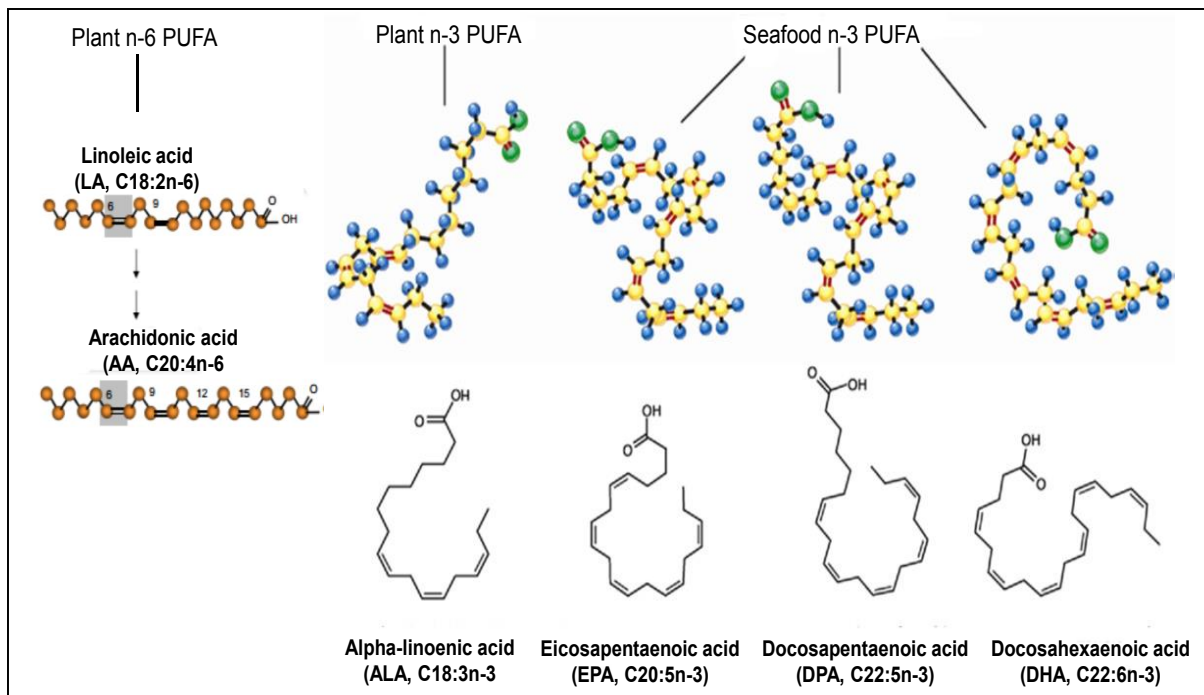 Plant n-6 PUFA
Plant n-3 PUFA
Seafood n-3 PUFA
Linoleic acid
(LA, C18:2n-6)
6
9
O
OH
Arachidonic acid
(AA, C20:4n-6
6
9
12
15
O
OH
O
OH
O
O
OH
OH
O
Alpha-linoenic acid
(ALA, C18:3n-3
Eicosapentaenoic acid
(EPA, C20:5n-3)
Docosapentaenoic acid
(DPA, C22:5n-3)
Docosahexaenoic acid
(DHA, C22:6n-3)